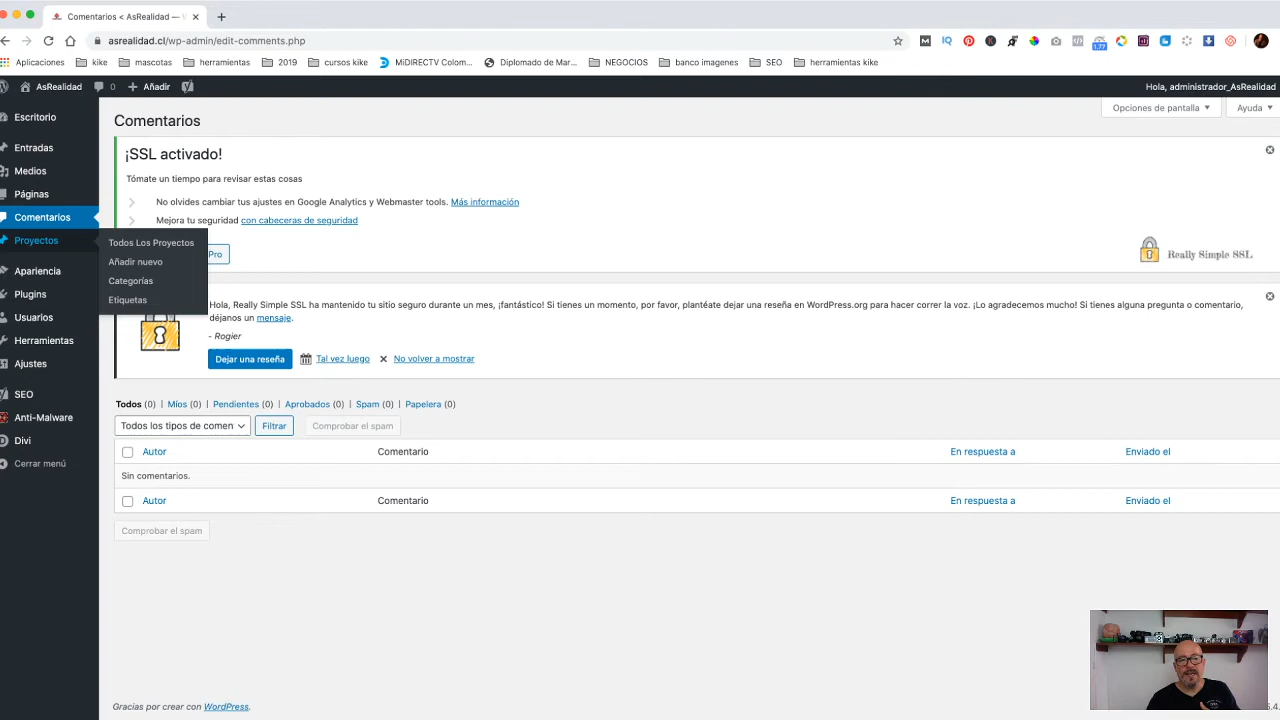 Comentarios < AsRealidad —
asrealidad.cl/wp-admin/edit-comments.php
1.77
Aplicaciones kike mascotas herramientas 2019 cursos kike MiDIRECTV Colom... Diplomado de Mar... NEGOCIOS banco imagenes SEO herramientas kike
AsRealidad 0 Añadir Hola, administrador_AsRealidad
Opciones de pantalla Ayuda
Escritorio
Entradas
Medios
Páginas
Comentarios
Proyectos
Todos Los Proyectos
Añadir nuevo
Categorías
Etiquetas
Apariencia
Plugins
Usuarios
Herramientas
Ajustes
SEO
Anti-Malware
Divi
Cerrar menú
Comentarios
¡SSL activado!
Tómate un tiempo para revisar estas cosas
No olvides cambiar tus ajustes en Google Analytics y Webmaster tools. Más información
Mejora tu seguridad con cabeceras de seguridad
Pro
Really Simple SSL
Hola, Really Simple SSL ha mantenido tu sitio seguro durante un mes, ¡fantástico! Si tienes un momento, por favor, plantéate dejar una reseña en WordPress.org para hacer correr la voz. ¡Lo agradecemos mucho! Si tienes alguna pregunta o comentario,
déjanos un mensaje.
- Rogier
Dejar una reseña Tal vez luego No volver a mostrar
Todos (0) | Míos (0) | Pendientes (0) | Aprobados (0) | Spam (0) | Papelera (0)
Todos los tipos de comen Filtrar Comprobar el spam
Autor Comentario En respuesta a Enviado el
Sin comentarios.
Autor Comentario En respuesta a Enviado el
Comprobar el spam
Gracias por crear con WordPress.
5.4.